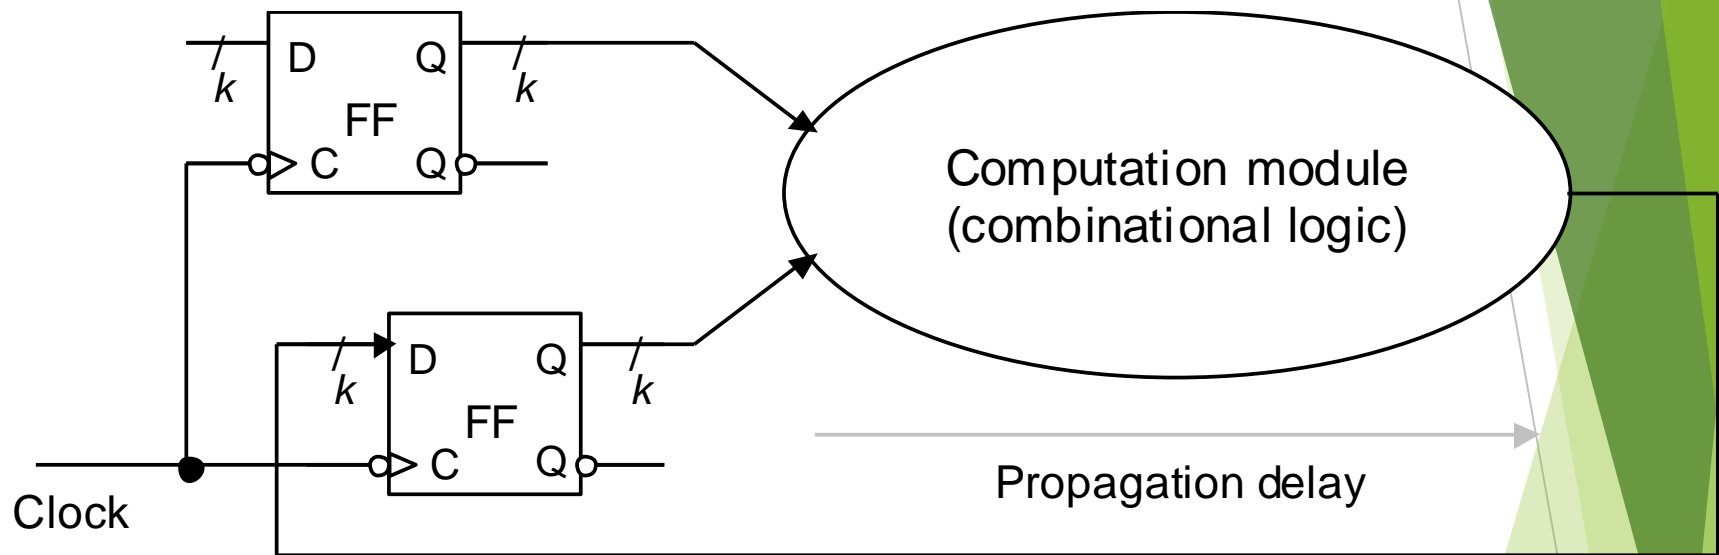 / k
D Q
/ k
FF
C Q
Computation module
(combinational logic)
/ k
D Q
/ k
FF
C Q
Clock
Propagation delay